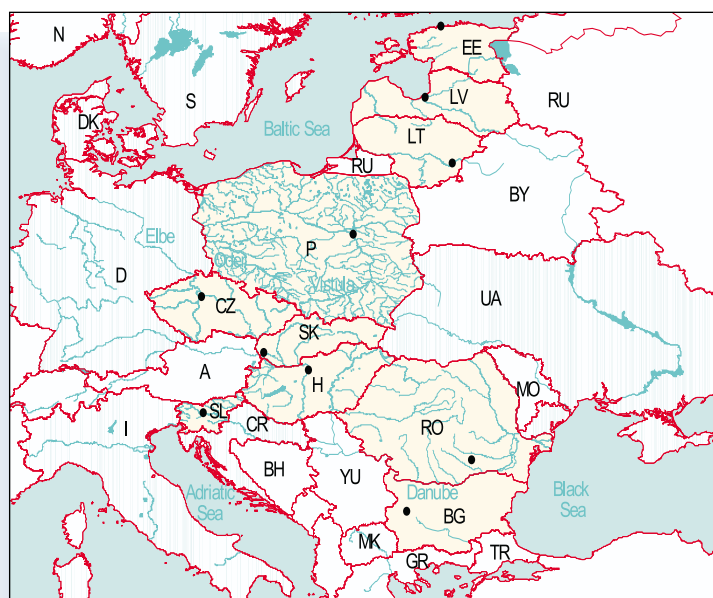 N
EE
S
LV
RU
DK
Baltic Sea
LT
RU
BY
Elbe
P
Oder
D
Vistula
CZ
UA
SK
A
H
MO
SL
I
CR
RO
BH
YU
Adriatic
Sea
Danube
Black
Sea
BG
MK
GR
TR